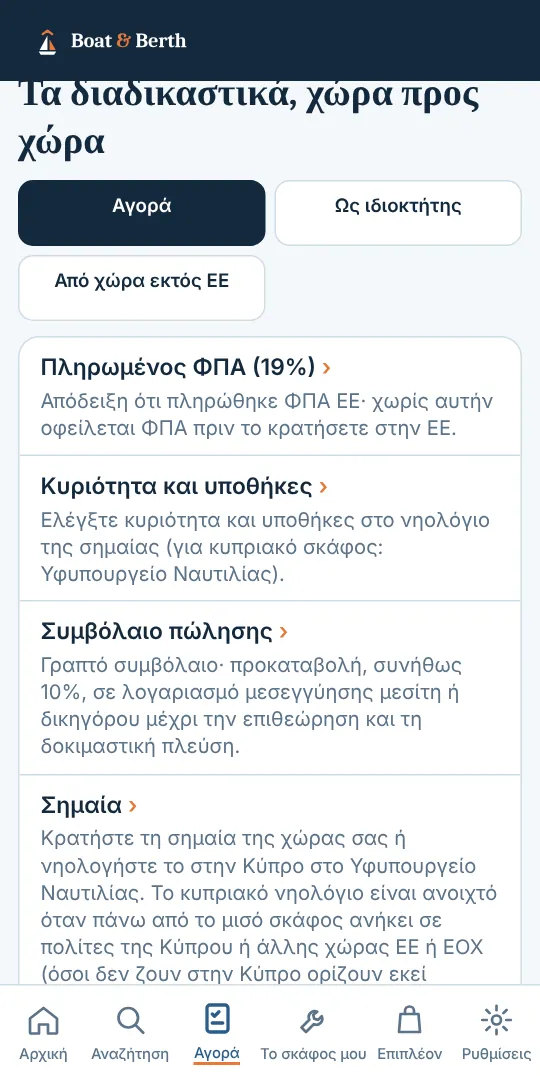 Boat & Berth
Τα διαδικαστικά, χώρα προς
χώρα
Αγορά
Ως ιδιοκτήτης
Από χώρα εκτός ΕΕ
Πληρωμένος ΦΠΑ (19%) ›
Απόδειξη ότι πληρώθηκε ΦΠΑ ΕΕ· χωρίς αυτήν
οφείλεται ΦΠΑ πριν το κρατήσετε στην ΕΕ.
Κυριότητα και υποθήκες ›
Ελέγξτε κυριότητα και υποθήκες στο νηολόγιο
της σημαίας (για κυπριακό σκάφος:
Υφυπουργείο Ναυτιλίας).
Συμβόλαιο πώλησης ›
Γραπτό συμβόλαιο· προκαταβολή, συνήθως
10%, σε λογαριασμό μεσεγγύησης μεσίτη ή
δικηγόρου μέχρι την επιθεώρηση και τη
δοκιμαστική πλεύση.
Σημαία ›
Κρατήστε τη σημαία της χώρας σας ή
νηολογήστε το στην Κύπρο στο Υφυπουργείο
Ναυτιλίας. Το κυπριακό νηολόγιο είναι ανοιχτό
όταν πάνω από το μισό σκάφος ανήκει σε
πολίτες της Κύπρου ή άλλης χώρας ΕΕ ή ΕΟΧ
(όσοι δεν ζουν στην Κύπρο ορίζουν εκεί
Αρχική
Αναζήτηση
Αγορά
Το σκάφος μου
Επιπλέον
Ρυθμίσεις